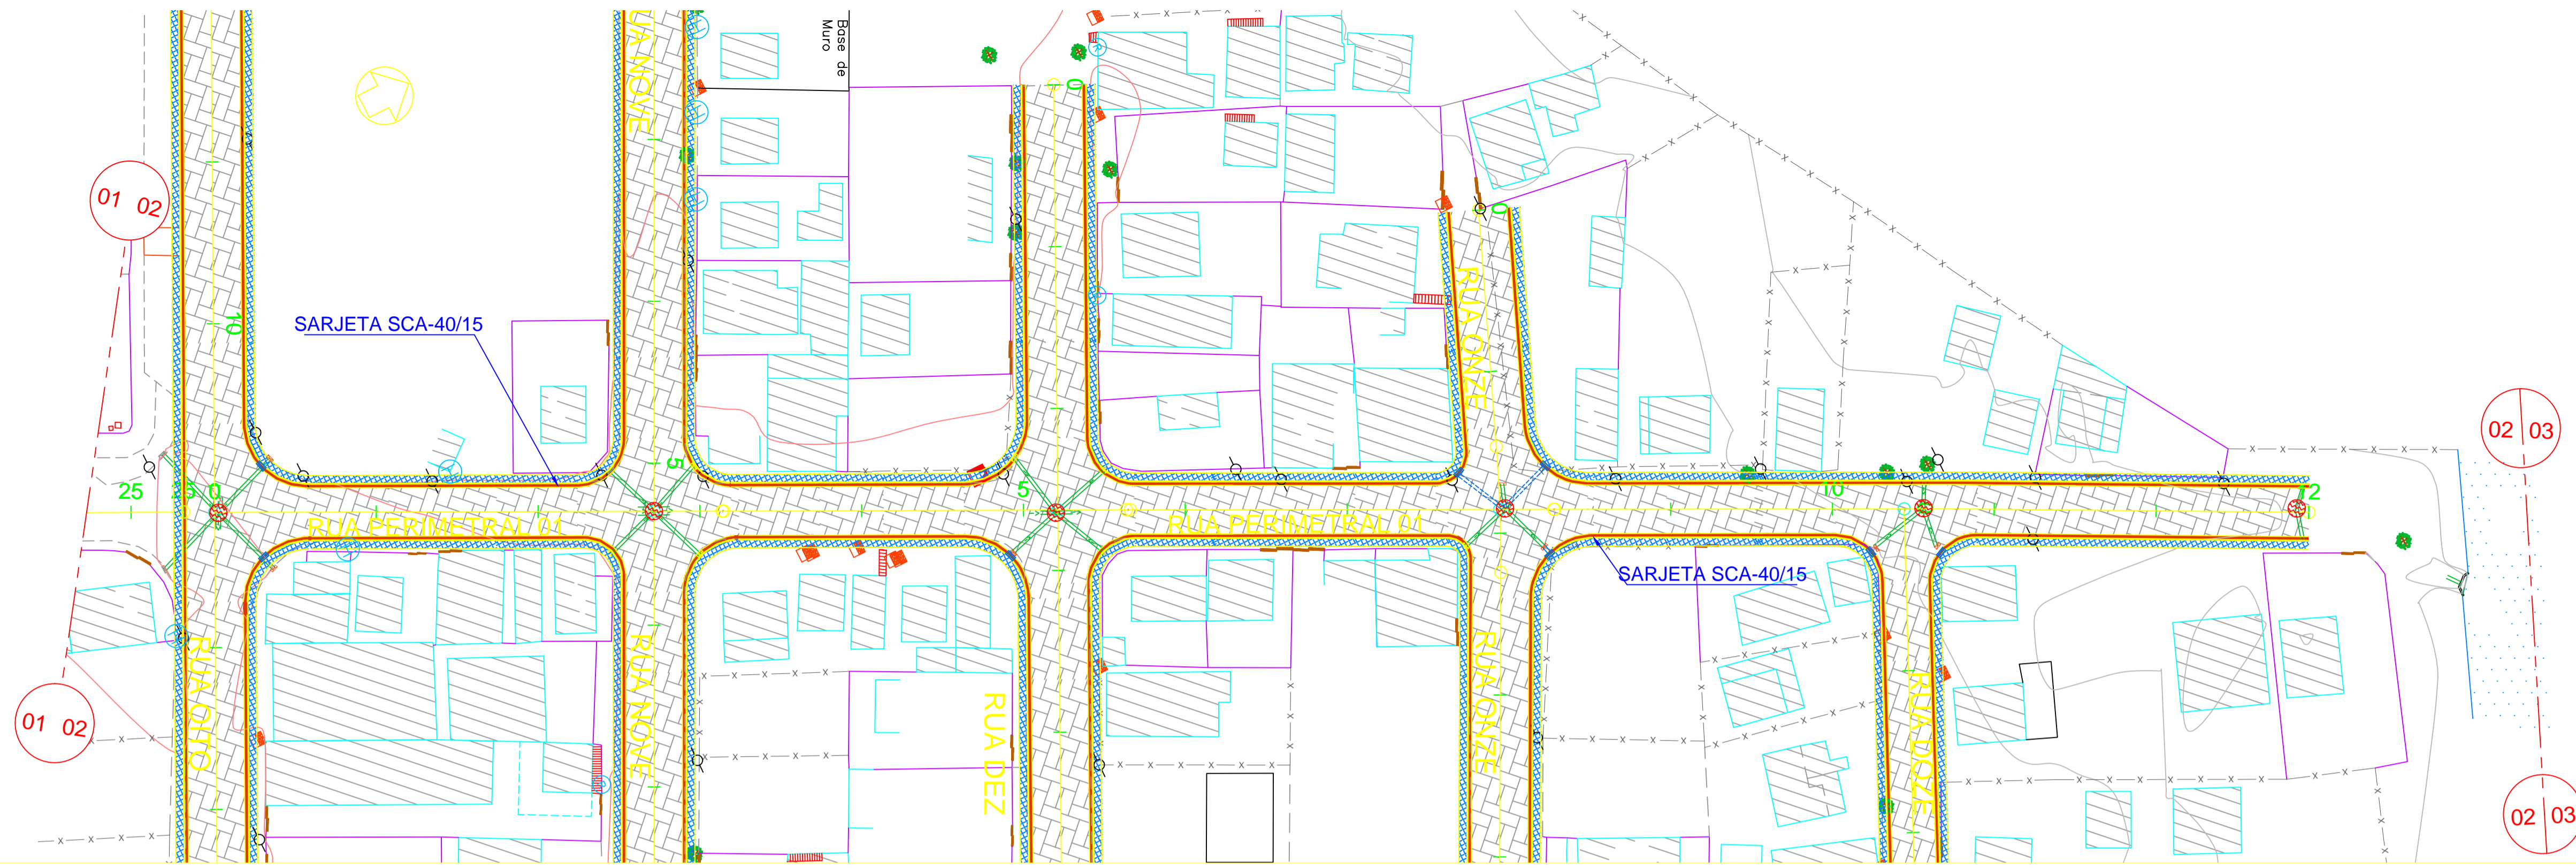 RUA NOVE
Base de
Muro
0
01 02
0
RUA ONZE
10
SARJETA SCA-40/15
02 03
5
25
25
0
5
10
12
RUA PERIMETRAL 01
RUA PERIMETRAL 01
SARJETA SCA-40/15
RUA OITO
RUA NOVE
RUA DEZ
RUA ONZE
RUA DOZE
01 02
02 03